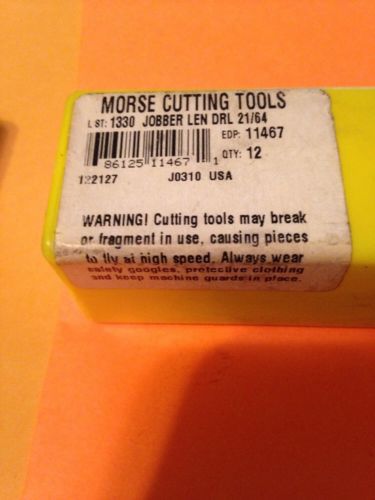 MORSE CUTTING TOOLS
LST: 1330 JOBBER LEN DRL 21/64
EDP: 11467
86125 11467 1
QTY: 12
122127 J0310 USA
WARNING! Cutting tools may break
or fragment in use, causing pieces
to fly at high speed. Always wear
safety googles, protective clothing
and keep machine guards in place.